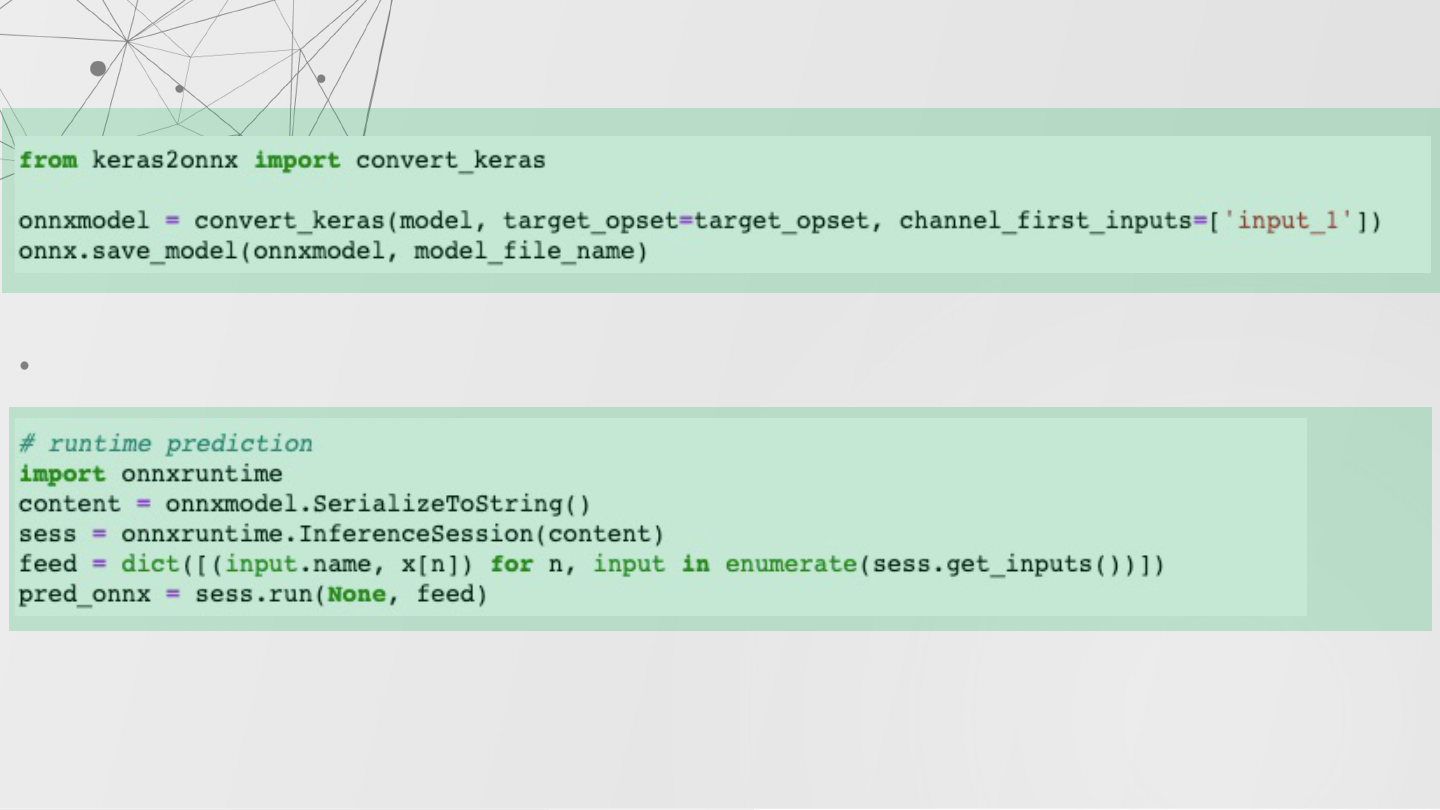 from keras2onnx import convert_keras
onnxmodel = convert_keras(model, target_opset=target_opset, channel_first_inputs=['input_1'])
onnx.save_model(onnxmodel, model_file_name)
# runtime prediction
import onnxruntime
content = onnxmodel.SerializeToString()
sess = onnxruntime.InferenceSession(content)
feed = dict([(input.name, x[n]) for n, input in enumerate(sess.get_inputs())])
pred_onnx = sess.run(None, feed)